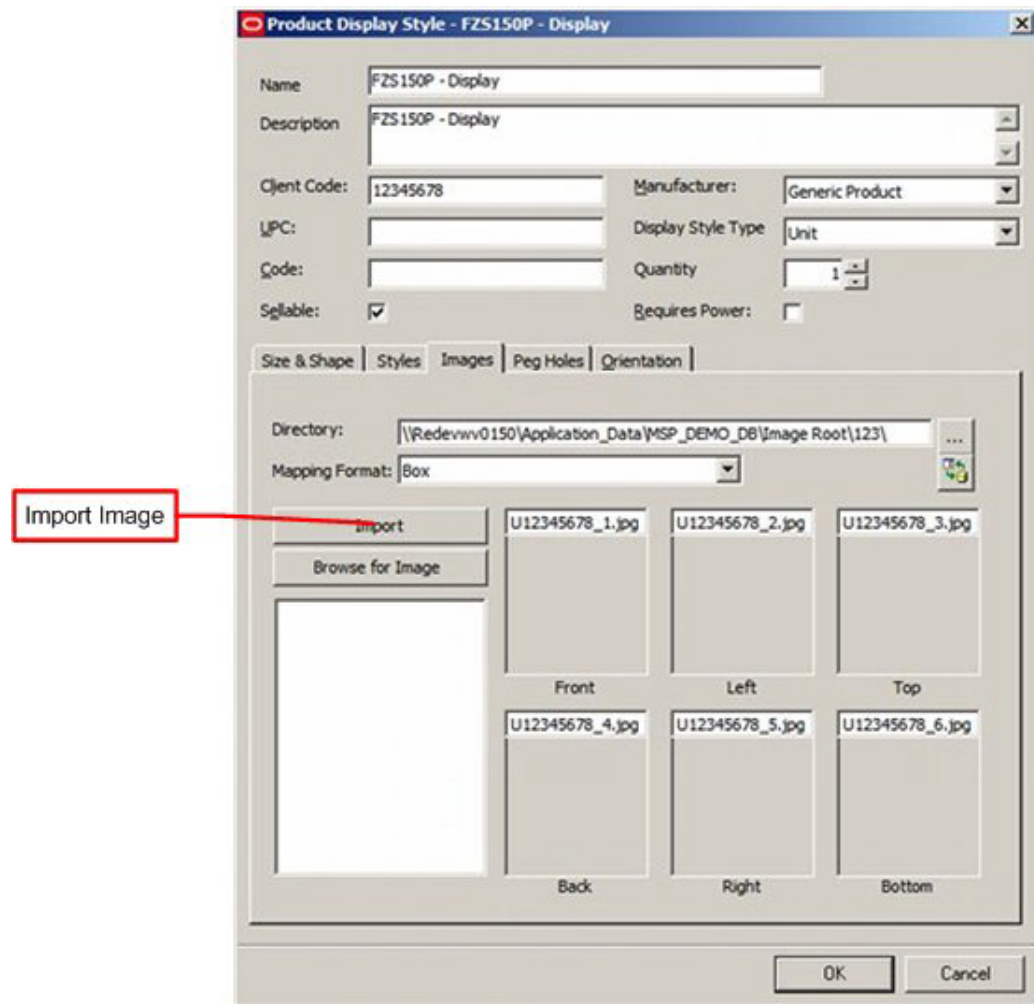 Product Display Style - FZS150P - Display
Name FZS150P - Display
Description FZS150P - Display
Client Code: 12345678 Manufacturer: Generic Product
UPC: Display Style Type Unit
Code: Quantity 1
Sellable: Requires Power:
Size & Shape Styles Images Peg Holes Orientation
Directory: \\Redevwv0150\Application_Data\MSP_DEMO_DB\Image Root\123\ ...
Mapping Format: Box
Import Image
Import U12345678_1.jpg U12345678_2.jpg U12345678_3.jpg
Browse for Image
Front Left Top
U12345678_4.jpg U12345678_5.jpg U12345678_6.jpg
Back Right Bottom
OK Cancel